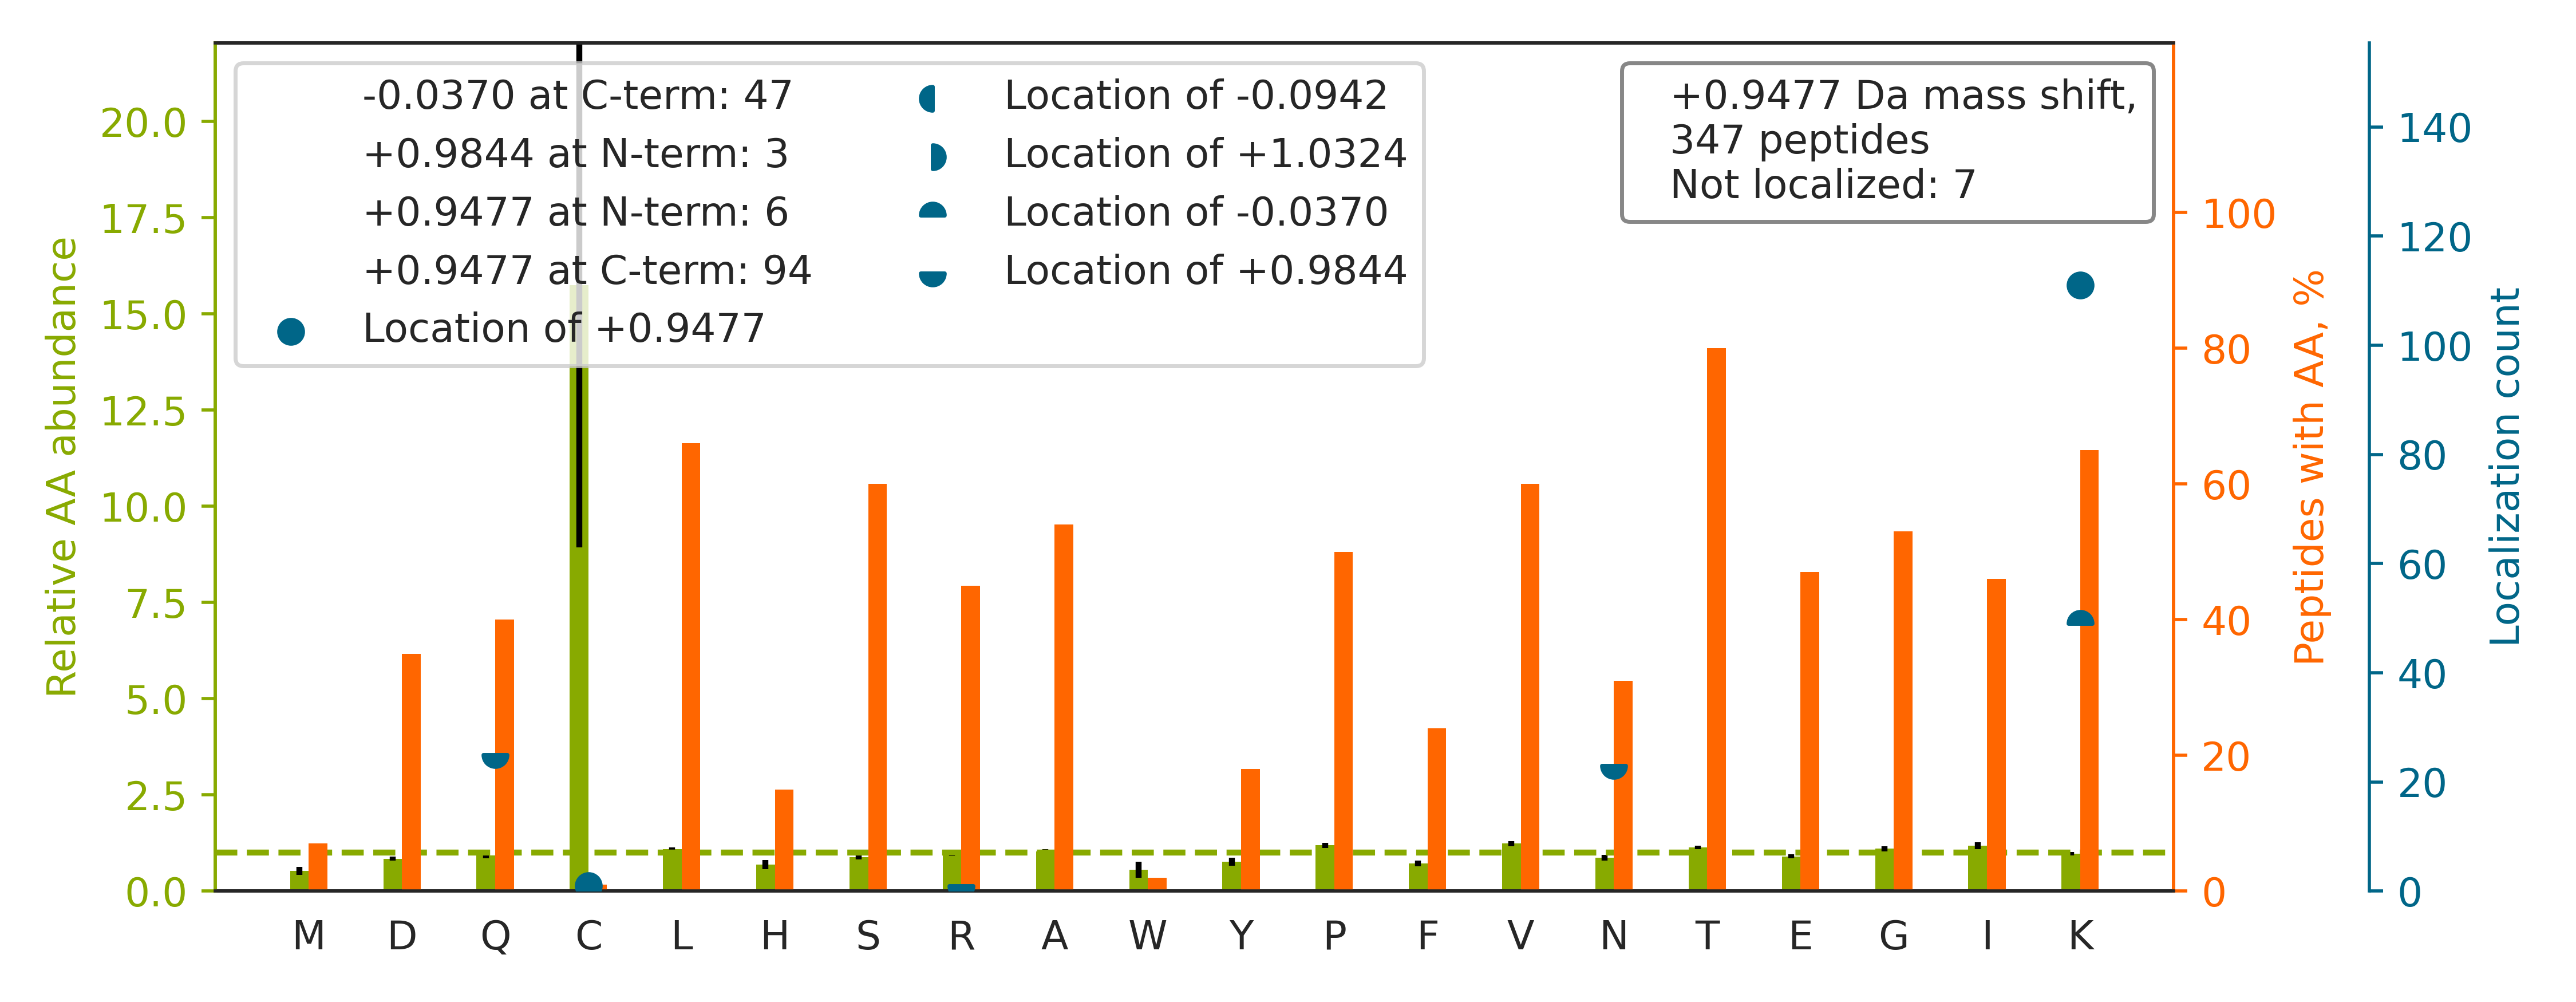 -0.0370 at C-term: 47
+0.9844 at N-term: 3
+0.9477 at N-term: 6
+0.9477 at C-term: 94
Location of +0.9477
Location of -0.0942
Location of +1.0324
Location of -0.0370
Location of +0.9844
+0.9477 Da mass shift,
347 peptides
Not localized: 7
Relative AA abundance
20.0
17.5
15.0
12.5
10.0
7.5
5.0
2.5
0.0
M D Q C L H S R A W Y P F V N T E G I K
100
80
60
40
20
0
Peptides with AA, %
140
120
100
80
60
40
20
0
Localization count